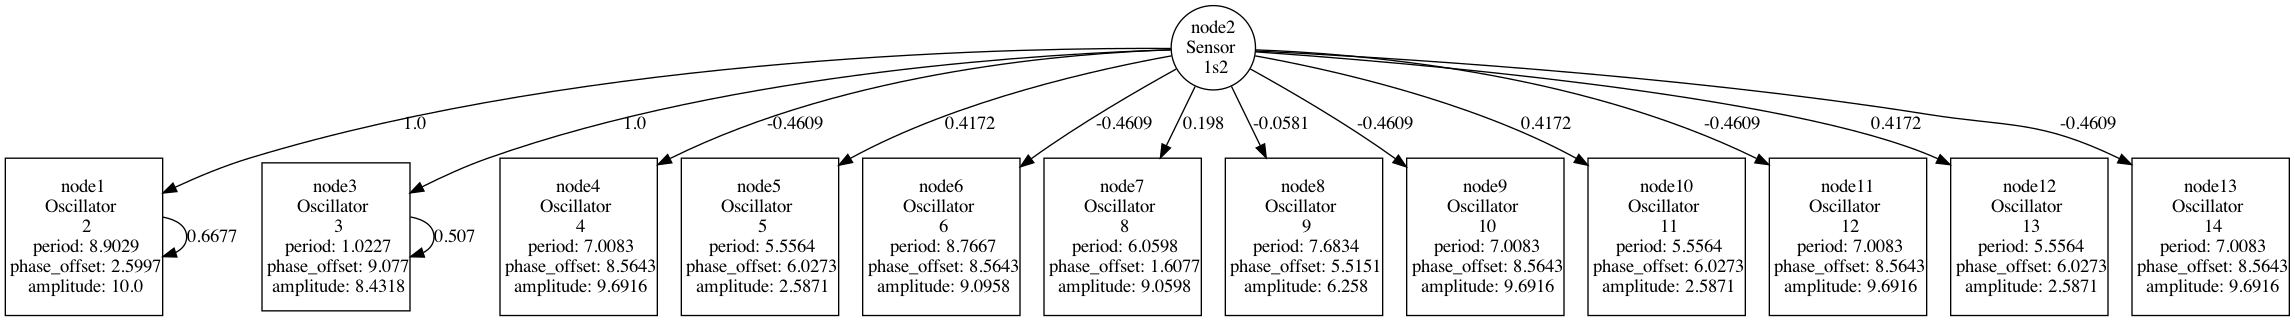 node2
Sensor
1s2
1.0
1.0
-0.4609
0.4172
-0.4609
0.198
-0.0581
-0.4609
0.4172
-0.4609
0.4172
-0.4609
node1
Oscillator
2
period: 8.9029
phase_offset: 2.5997
amplitude: 10.0
0.6677
node3
Oscillator
3
period: 1.0227
phase_offset: 9.077
amplitude: 8.4318
0.507
node4
Oscillator
4
period: 7.0083
phase_offset: 8.5643
amplitude: 9.6916
node5
Oscillator
5
period: 5.5564
phase_offset: 6.0273
amplitude: 2.5871
node6
Oscillator
6
period: 8.7667
phase_offset: 8.5643
amplitude: 9.0958
node7
Oscillator
8
period: 6.0598
phase_offset: 1.6077
amplitude: 9.0598
node8
Oscillator
9
period: 7.6834
phase_offset: 5.5151
amplitude: 6.258
node9
Oscillator
10
period: 7.0083
phase_offset: 8.5643
amplitude: 9.6916
node10
Oscillator
11
period: 5.5564
phase_offset: 6.0273
amplitude: 2.5871
node11
Oscillator
12
period: 7.0083
phase_offset: 8.5643
amplitude: 9.6916
node12
Oscillator
13
period: 5.5564
phase_offset: 6.0273
amplitude: 2.5871
node13
Oscillator
14
period: 7.0083
phase_offset: 8.5643
amplitude: 9.6916